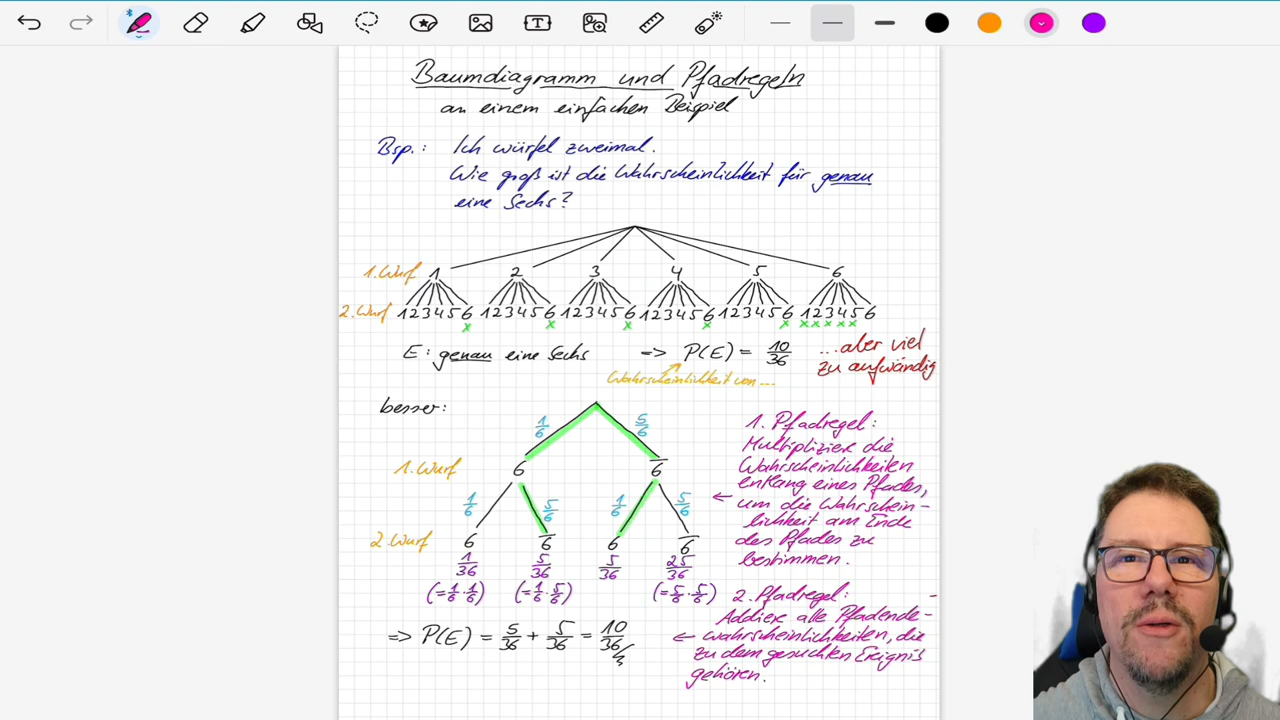 Baumdiagramm und Pfadregeln
an einem einfachen Beispiel
Bsp.: Ich würfel zweimal.
Wie groß ist die Wahrscheinlichkeit für genau
eine Sechs?
1. Wurf 1 2 3 4 5 6
2. Wurf 123456 123456 123456 123456 123456 123456
x x x x x x x x x x
E: genau eine Sechs => P(E) = 10/36
...aber viel
zu aufwändig
Wahrscheinlichkeit von...
besser:
1/6 5/6
1. Wurf 6 6̅
1/6 5/6 1/6 5/6
2. Wurf 6 6̅ 6 6̅
1/36 5/36 5/36 25/36
(=1/6·1/6) (=1/6·5/6) (=5/6·5/6)
=> P(E) = 5/36 + 5/36 = 10/36
1. Pfadregel:
Multipliziere die
Wahrscheinlichkeiten
entlang eines Pfades,
← um die Wahrschein-
lichkeit am Ende
des Pfades zu
bestimmen.
2. Pfadregel:
Addiere alle Pfadende-
← wahrscheinlichkeiten, die
zu dem gesuchten Ereignis
gehören.